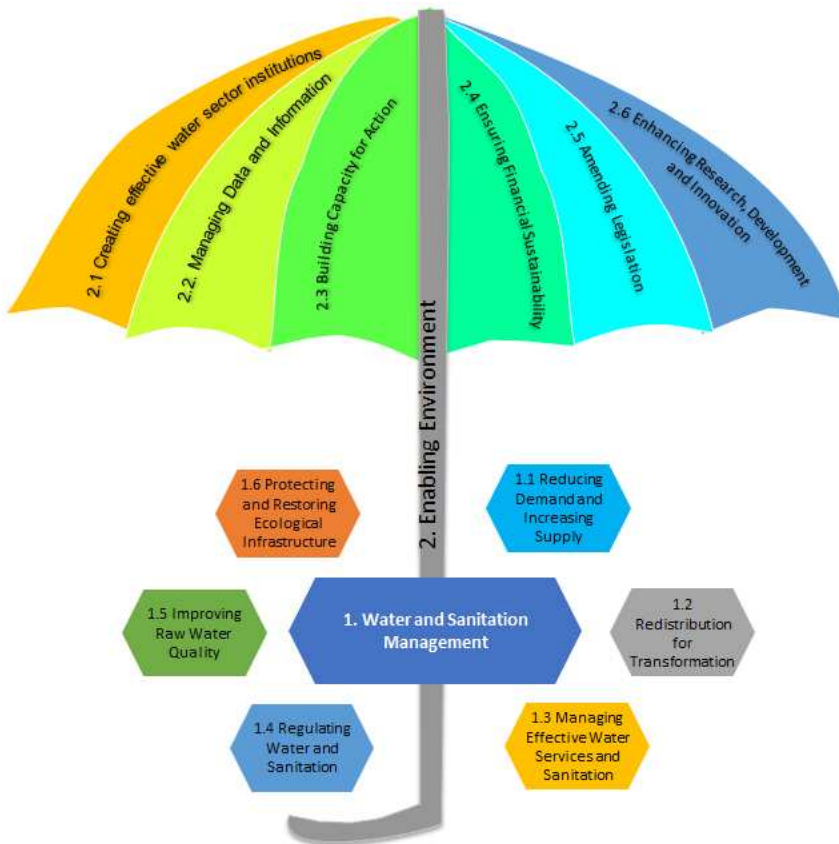 2.1 Creating effective water sector institutions
2.2. Managing Data and Information
2.3 Building Capacity for Action
2.4 Ensuring Financial Sustainability
2.5 Amending Legislation
2.6 Enhancing Research, Development
and Innovation
2. Enabling Environment
1.6 Protecting
and Restoring
Ecological
Infrastructure
1.1 Reducing
Demand and
Increasing
Supply
1.5 Improving
Raw Water
Quality
1. Water and Sanitation
Management
1.2
Redistribution
for
Transformation
1.4 Regulating
Water and
Sanitation
1.3 Managing
Effective Water
Services and
Sanitation